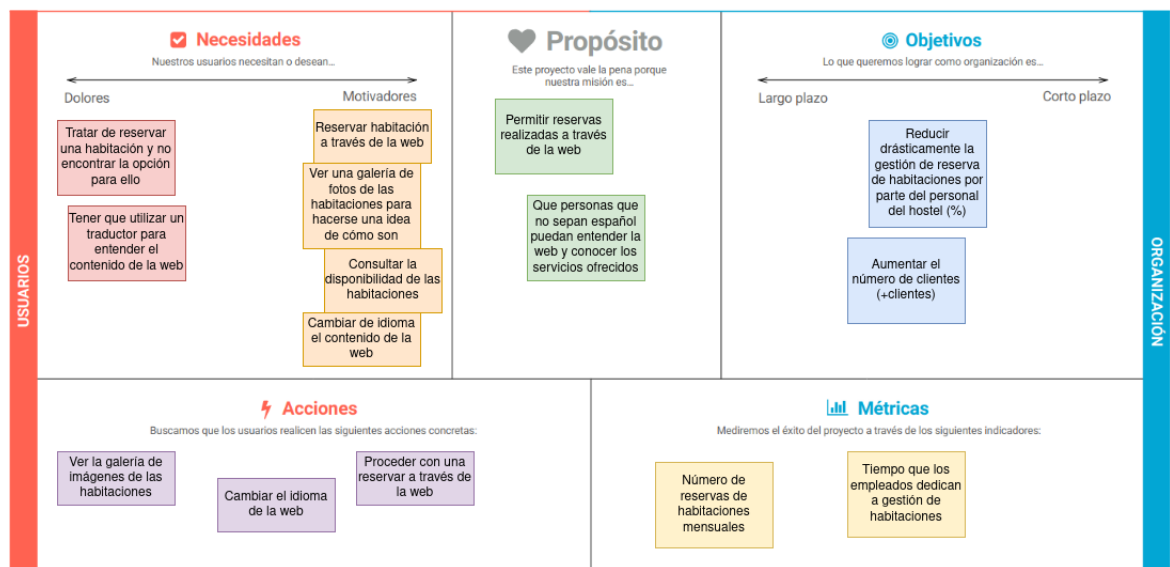 USUARIOS
Necesidades
Nuestros usuarios necesitan o desean...
Dolores
Motivadores
Tratar de reservar
una habitación y no
encontrar la opción
para ello
Tener que utilizar un
traductor para
entender el
contenido de la web
Reservar habitación
a través de la web
Ver una galería de
fotos de las
habitaciones para
hacerse una idea
de cómo son
Consultar la
disponibilidad de las
habitaciones
Cambiar de idioma
el contenido de la
web
Propósito
Este proyecto vale la pena porque
nuestra misión es...
Permitir reservas
realizadas a través
de la web
Que personas que
no sepan español
puedan entender la
web y conocer los
servicios ofrecidos
Objetivos
Lo que queremos lograr como organización es...
Largo plazo
Corto plazo
Reducir
drásticamente la
gestión de reserva
de habitaciones por
parte del personal
del hostel (%)
Aumentar el
número de clientes
(+clientes)
ORGANIZACIÓN
Acciones
Buscamos que los usuarios realicen las siguientes acciones concretas:
Ver la galería de
imágenes de las
habitaciones
Cambiar el idioma
de la web
Proceder con una
reservar a través de
la web
Métricas
Mediremos el éxito del proyecto a través de los siguientes indicadores:
Número de
reservas de
habitaciones
mensuales
Tiempo que los
empleados dedican
a gestión de
habitaciones